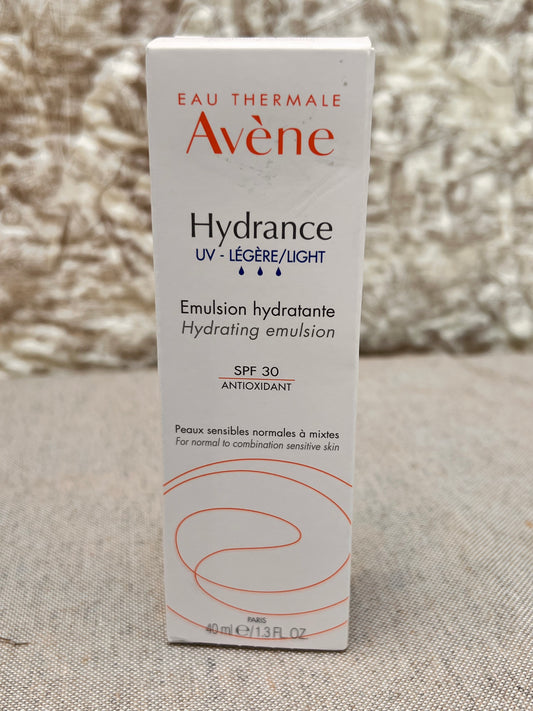 EAU THERMALE
Avène
Hydrance
UV - LÉGÈRE/LIGHT
Emulsion hydratante
Hydrating emulsion
SPF 30
ANTIOXIDANT
Peaux sensibles normales à mixtes
For normal to combination sensitive skin
PARIS
40 ml ℮/1.3 FL. OZ.